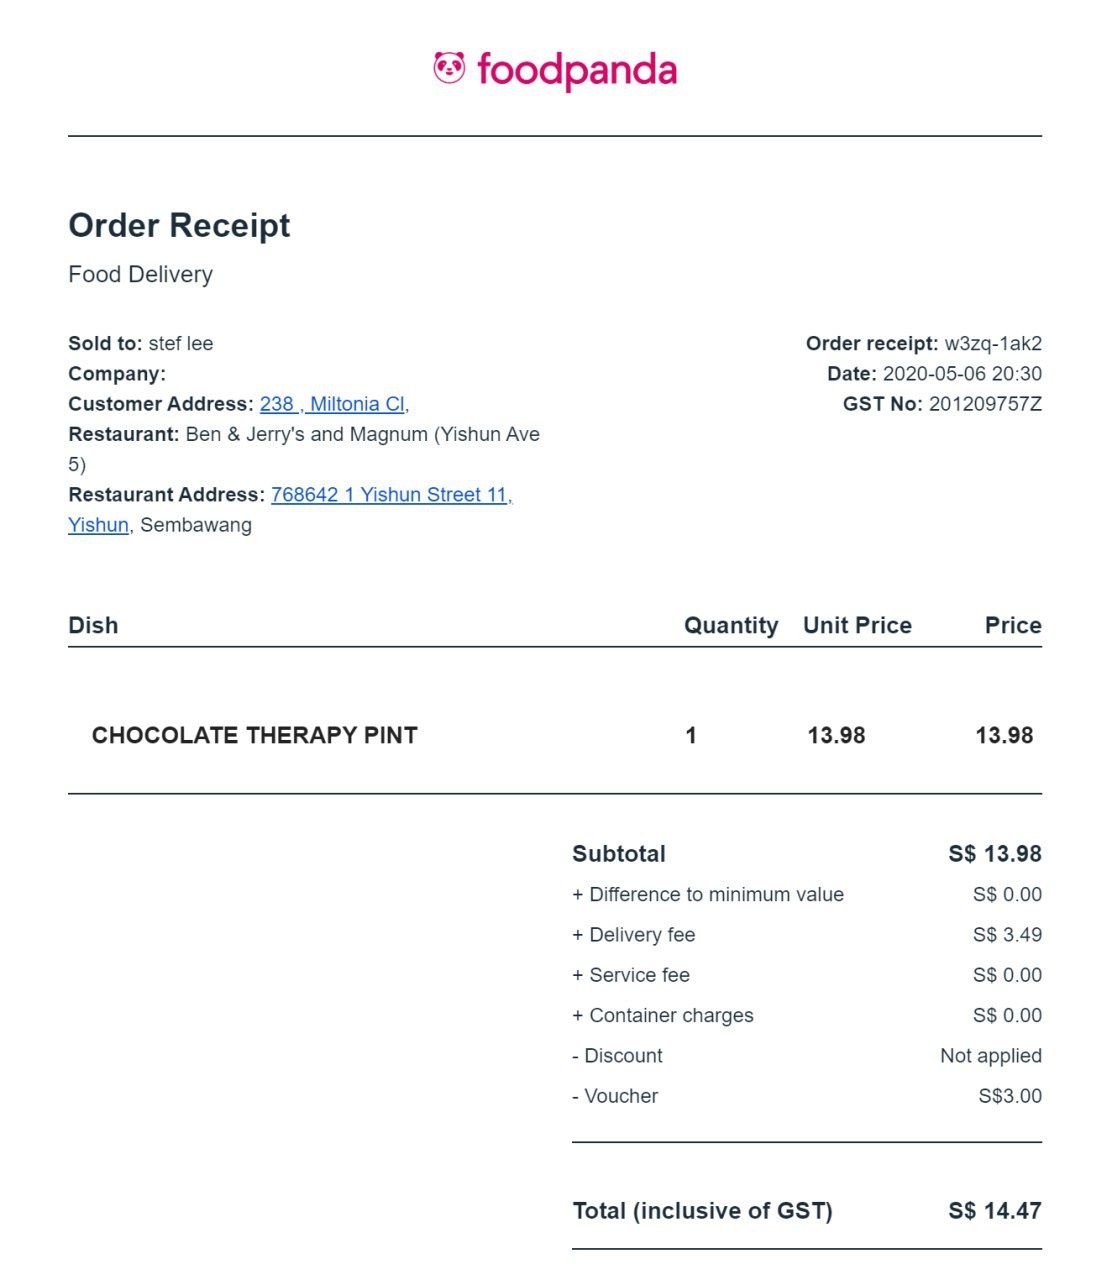 foodpanda
Order Receipt
Food Delivery
Sold to: stef lee
Company:
Customer Address: 238 , Miltonia Cl,
Restaurant: Ben & Jerry's and Magnum (Yishun Ave
5)
Restaurant Address: 768642 1 Yishun Street 11,
Yishun, Sembawang
Order receipt: w3zq-1ak2
Date: 2020-05-06 20:30
GST No: 201209757Z
Dish Quantity Unit Price Price
CHOCOLATE THERAPY PINT 1 13.98 13.98
Subtotal S$ 13.98
+ Difference to minimum value S$ 0.00
+ Delivery fee S$ 3.49
+ Service fee S$ 0.00
+ Container charges S$ 0.00
- Discount Not applied
- Voucher S$3.00
Total (inclusive of GST) S$ 14.47